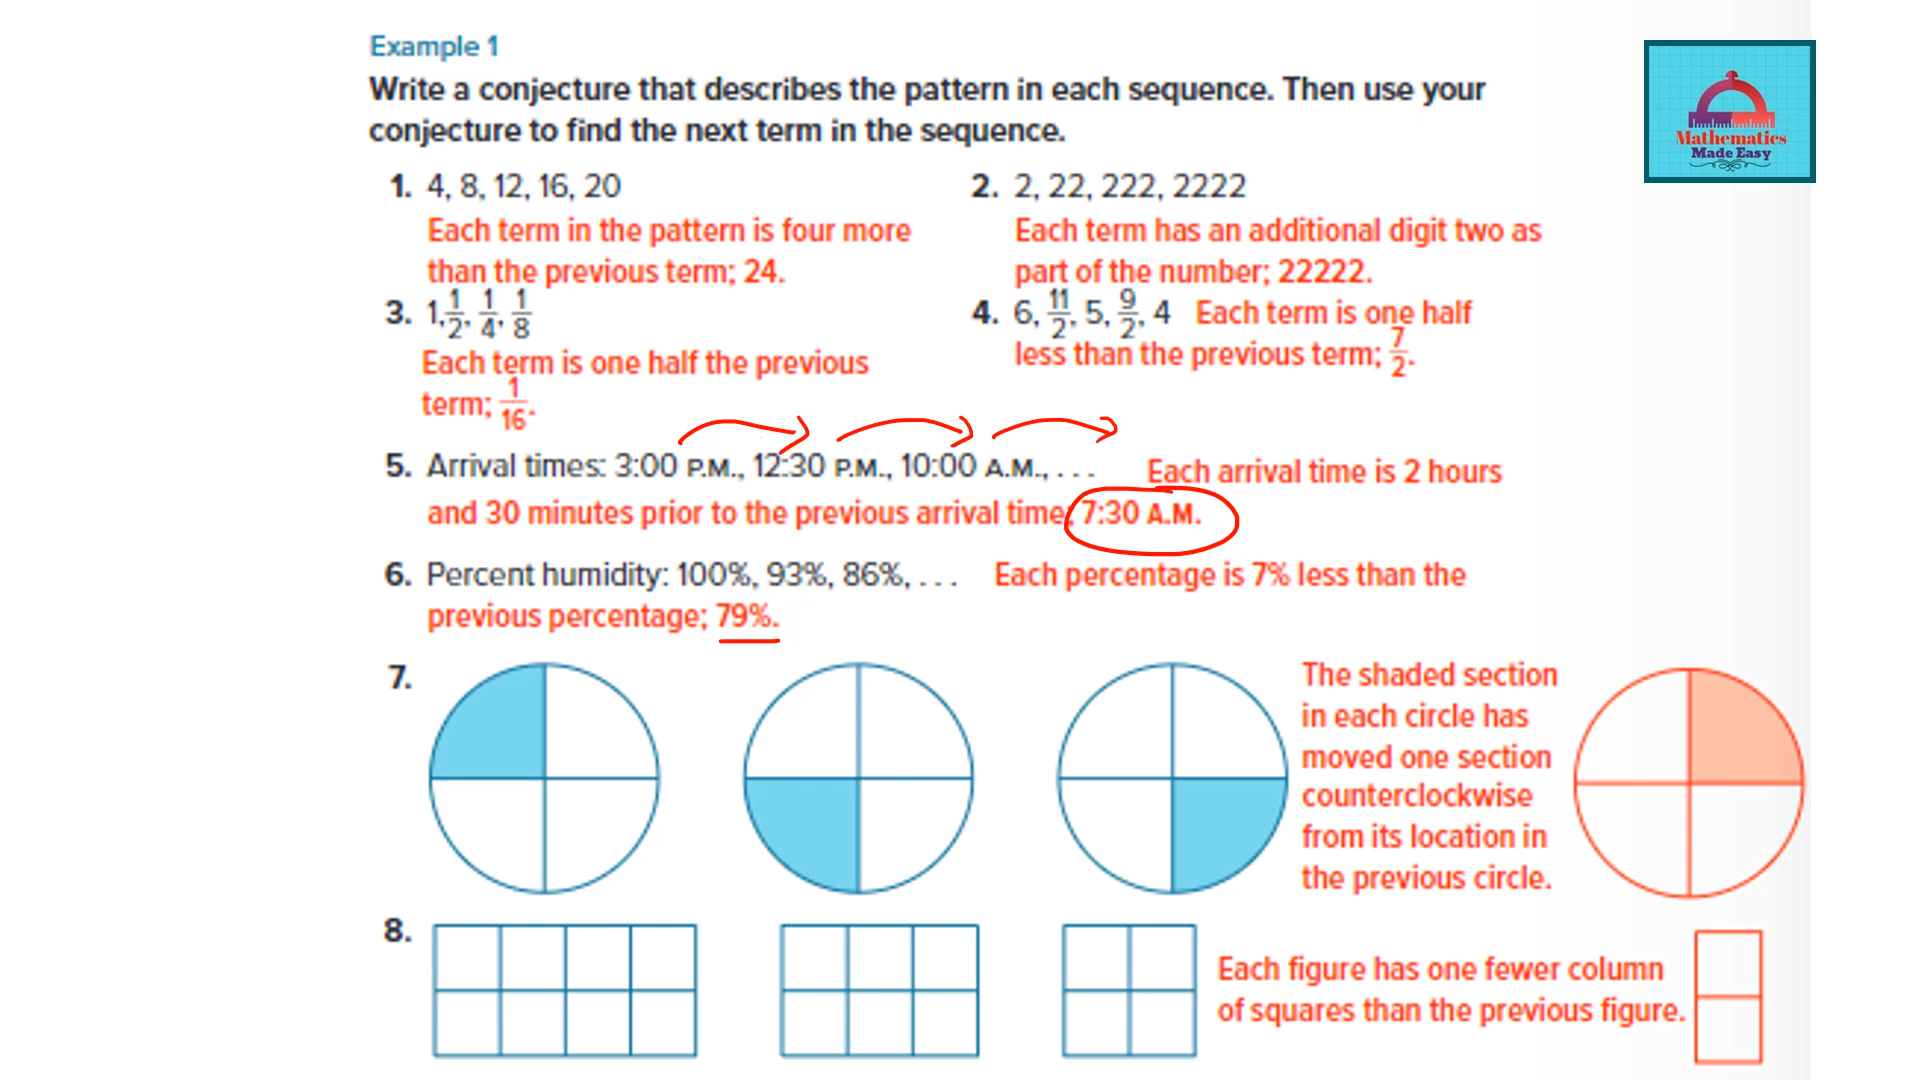 Example 1
Write a conjecture that describes the pattern in each sequence. Then use your
conjecture to find the next term in the sequence.
1. 4, 8, 12, 16, 20
Each term in the pattern is four more
than the previous term; 24.
2. 2, 22, 222, 2222
Each term has an additional digit two as
part of the number; 22222.
3. 1, 1/2, 1/4, 1/8
Each term is one half the previous
term; 1/16.
4. 6, 11/2, 5, 9/2, 4 Each term is one half
less than the previous term; 7/2.
5. Arrival times: 3:00 P.M., 12:30 P.M., 10:00 A.M., . . . Each arrival time is 2 hours
and 30 minutes prior to the previous arrival time; 7:30 A.M.
6. Percent humidity: 100%, 93%, 86%, . . . Each percentage is 7% less than the
previous percentage; 79%.
7.
The shaded section
in each circle has
moved one section
counterclockwise
from its location in
the previous circle.
8.
Each figure has one fewer column
of squares than the previous figure.
Mathematics
Made Easy